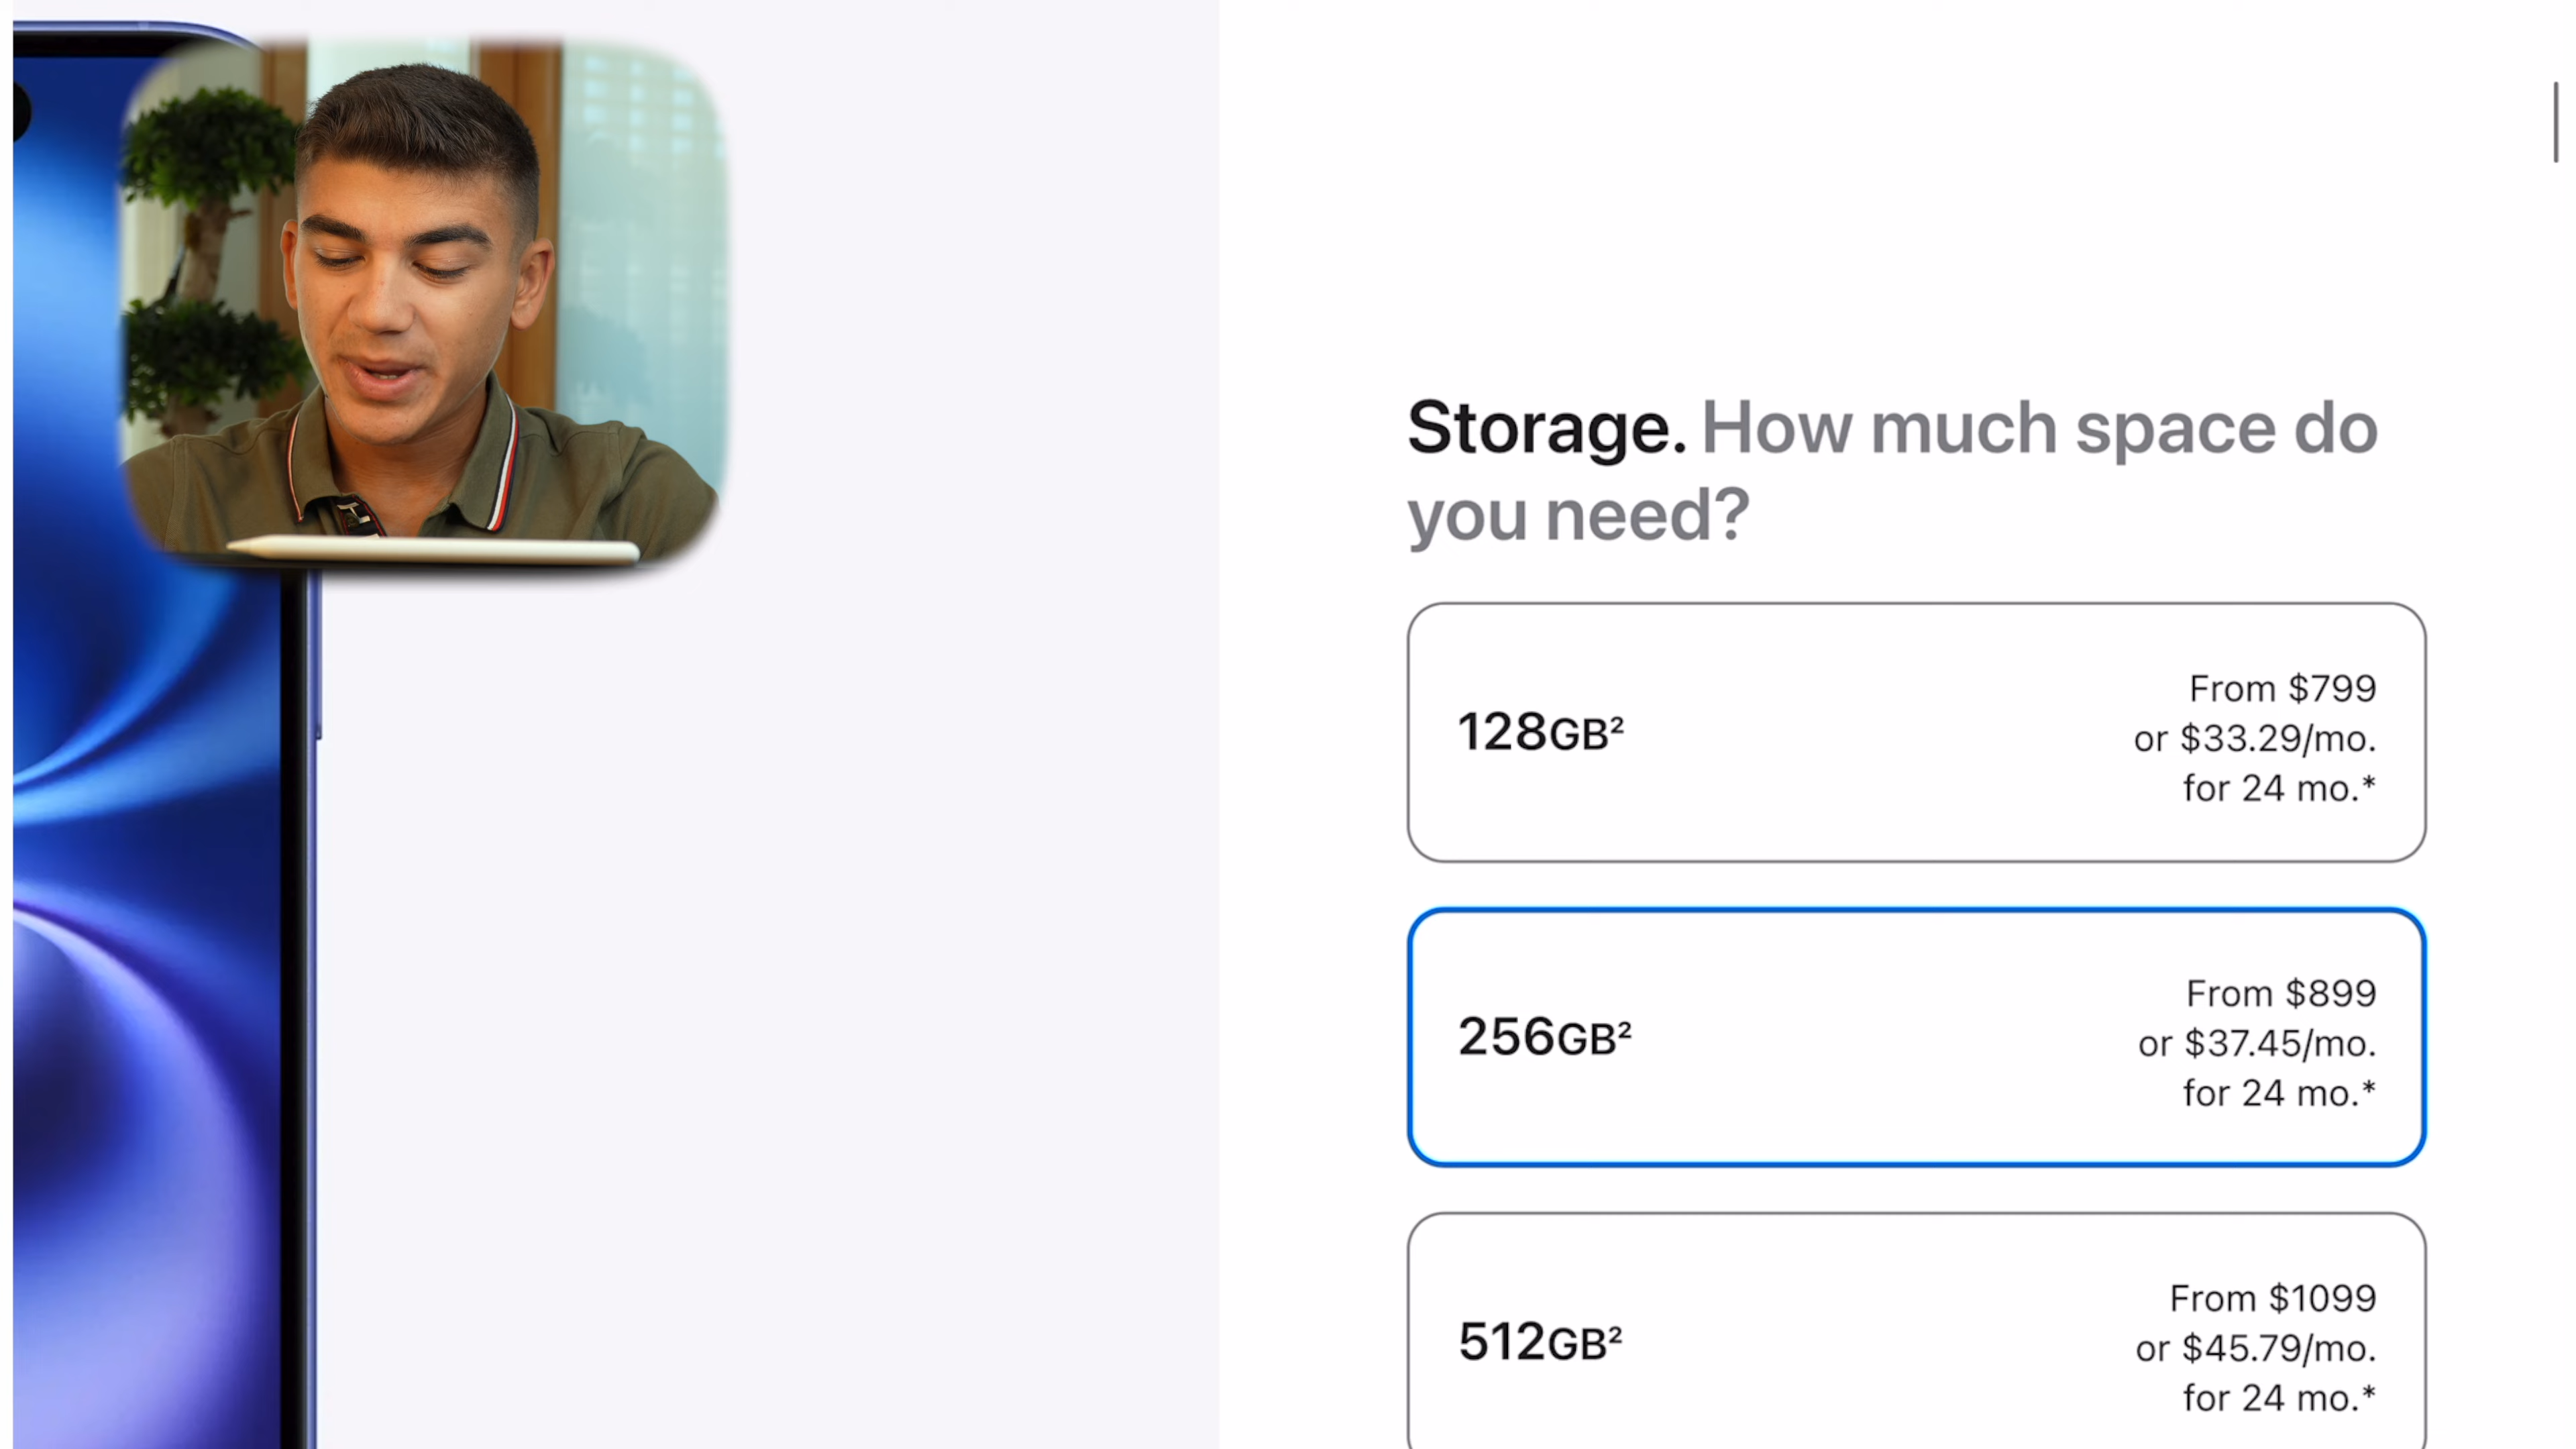 Storage. How much space do
you need?
128GB²
From $799
or $33.29/mo.
for 24 mo.*
256GB²
From $899
or $37.45/mo.
for 24 mo.*
512GB²
From $1099
or $45.79/mo.
for 24 mo.*